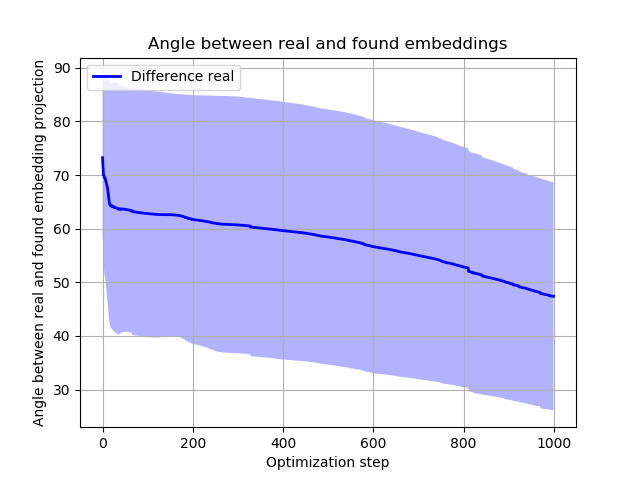 Angle between real and found embeddings
Difference real
Angle between real and found embedding projection
90
80
70
60
50
40
30
0 200 400 600 800 1000
Optimization step